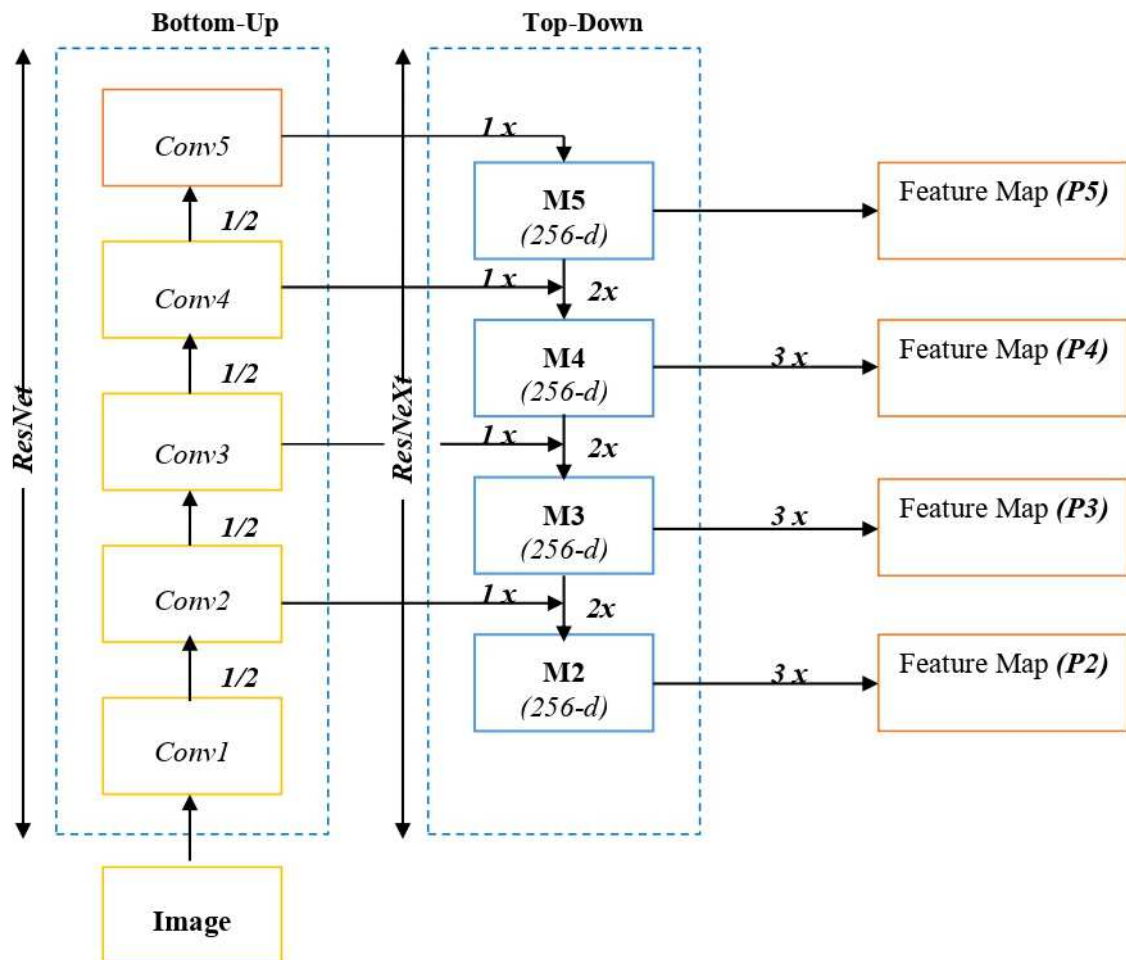 Bottom-Up
Top-Down
ResNet
ResNeXt
Conv5
1 x
M5
(256-d)
Feature Map (P5)
1/2
Conv4
1 x
2x
M4
(256-d)
3 x
Feature Map (P4)
1/2
Conv3
1 x
2x
M3
(256-d)
3 x
Feature Map (P3)
1/2
Conv2
1 x
2x
M2
(256-d)
3 x
Feature Map (P2)
1/2
Conv1
Image